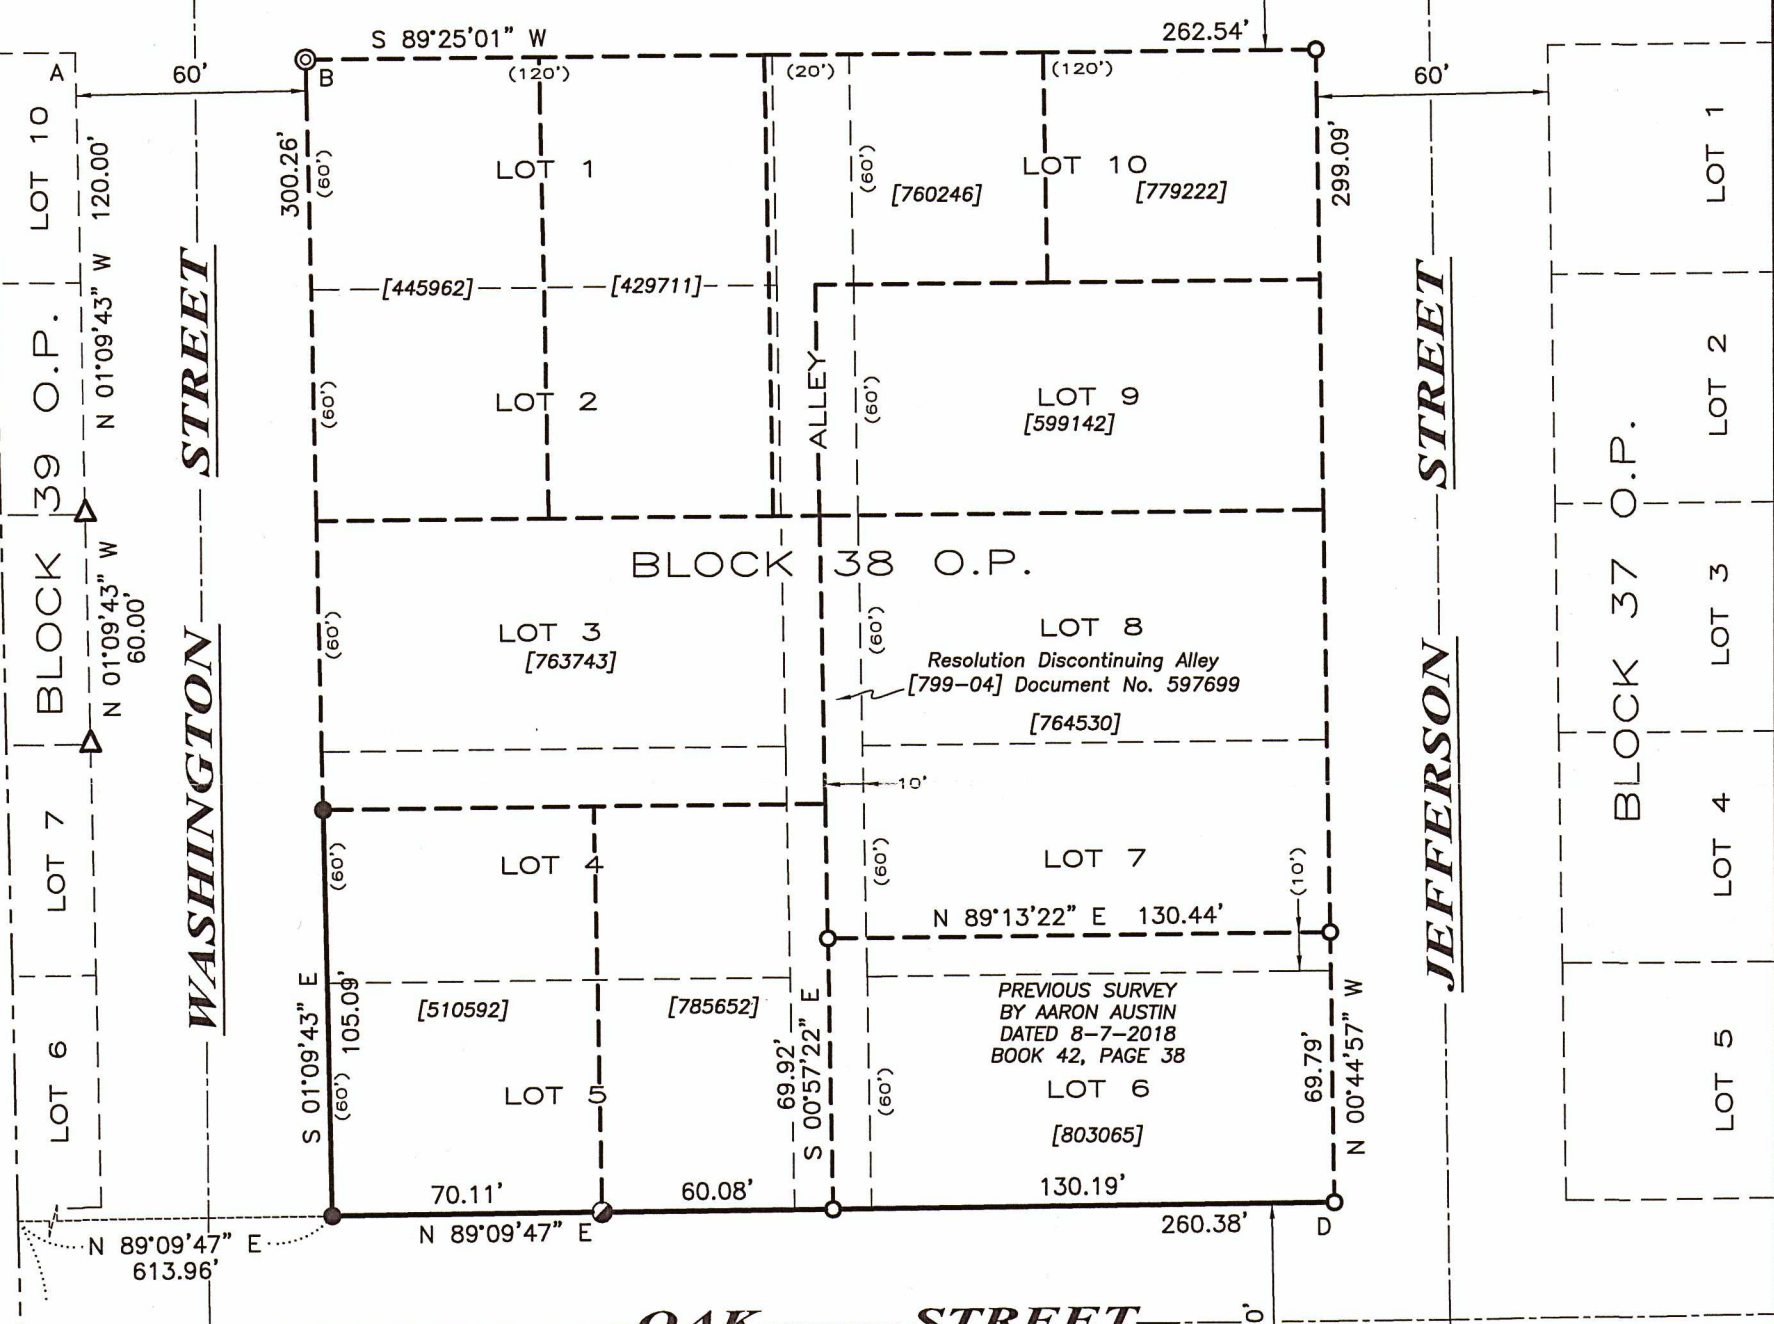 S 89°25'01" W
262.54'
A
60'
B
(120')
(20')
(120')
60'
LOT 10
120.00'
N 01°09'43" W
300.26'
(60')
LOT 1
(60')
LOT 10
[760246]
[779222]
299.09'
LOT 1
STREET
[445962]
[429711]
STREET
BLOCK 39 O.P.
(60')
LOT 2
ALLEY
(60')
LOT 9
[599142]
LOT 2
BLOCK 38 O.P.
N 01°09'43" W
60.00'
(60')
LOT 3
[763743]
(60')
LOT 8
Resolution Discontinuing Alley
[799-04] Document No. 597699
[764530]
BLOCK 37 O.P.
LOT 3
WASHINGTON
JEFFERSON
10'
LOT 7
(60')
LOT 4
(60')
LOT 7
(10')
LOT 4
N 89°13'22" E 130.44'
S 01°09'43" E
105.09'
[510592]
[785652]
PREVIOUS SURVEY
BY AARON AUSTIN
DATED 8-7-2018
BOOK 42, PAGE 38
LOT 6
(60')
LOT 5
69.92'
S 00°57'22" E
(60')
LOT 6
[803065]
69.79'
N 00°44'57" W
LOT 5
70.11'
60.08'
130.19'
N 89°09'47" E
260.38'
D
N 89°09'47" E
613.96'
OAK STREET